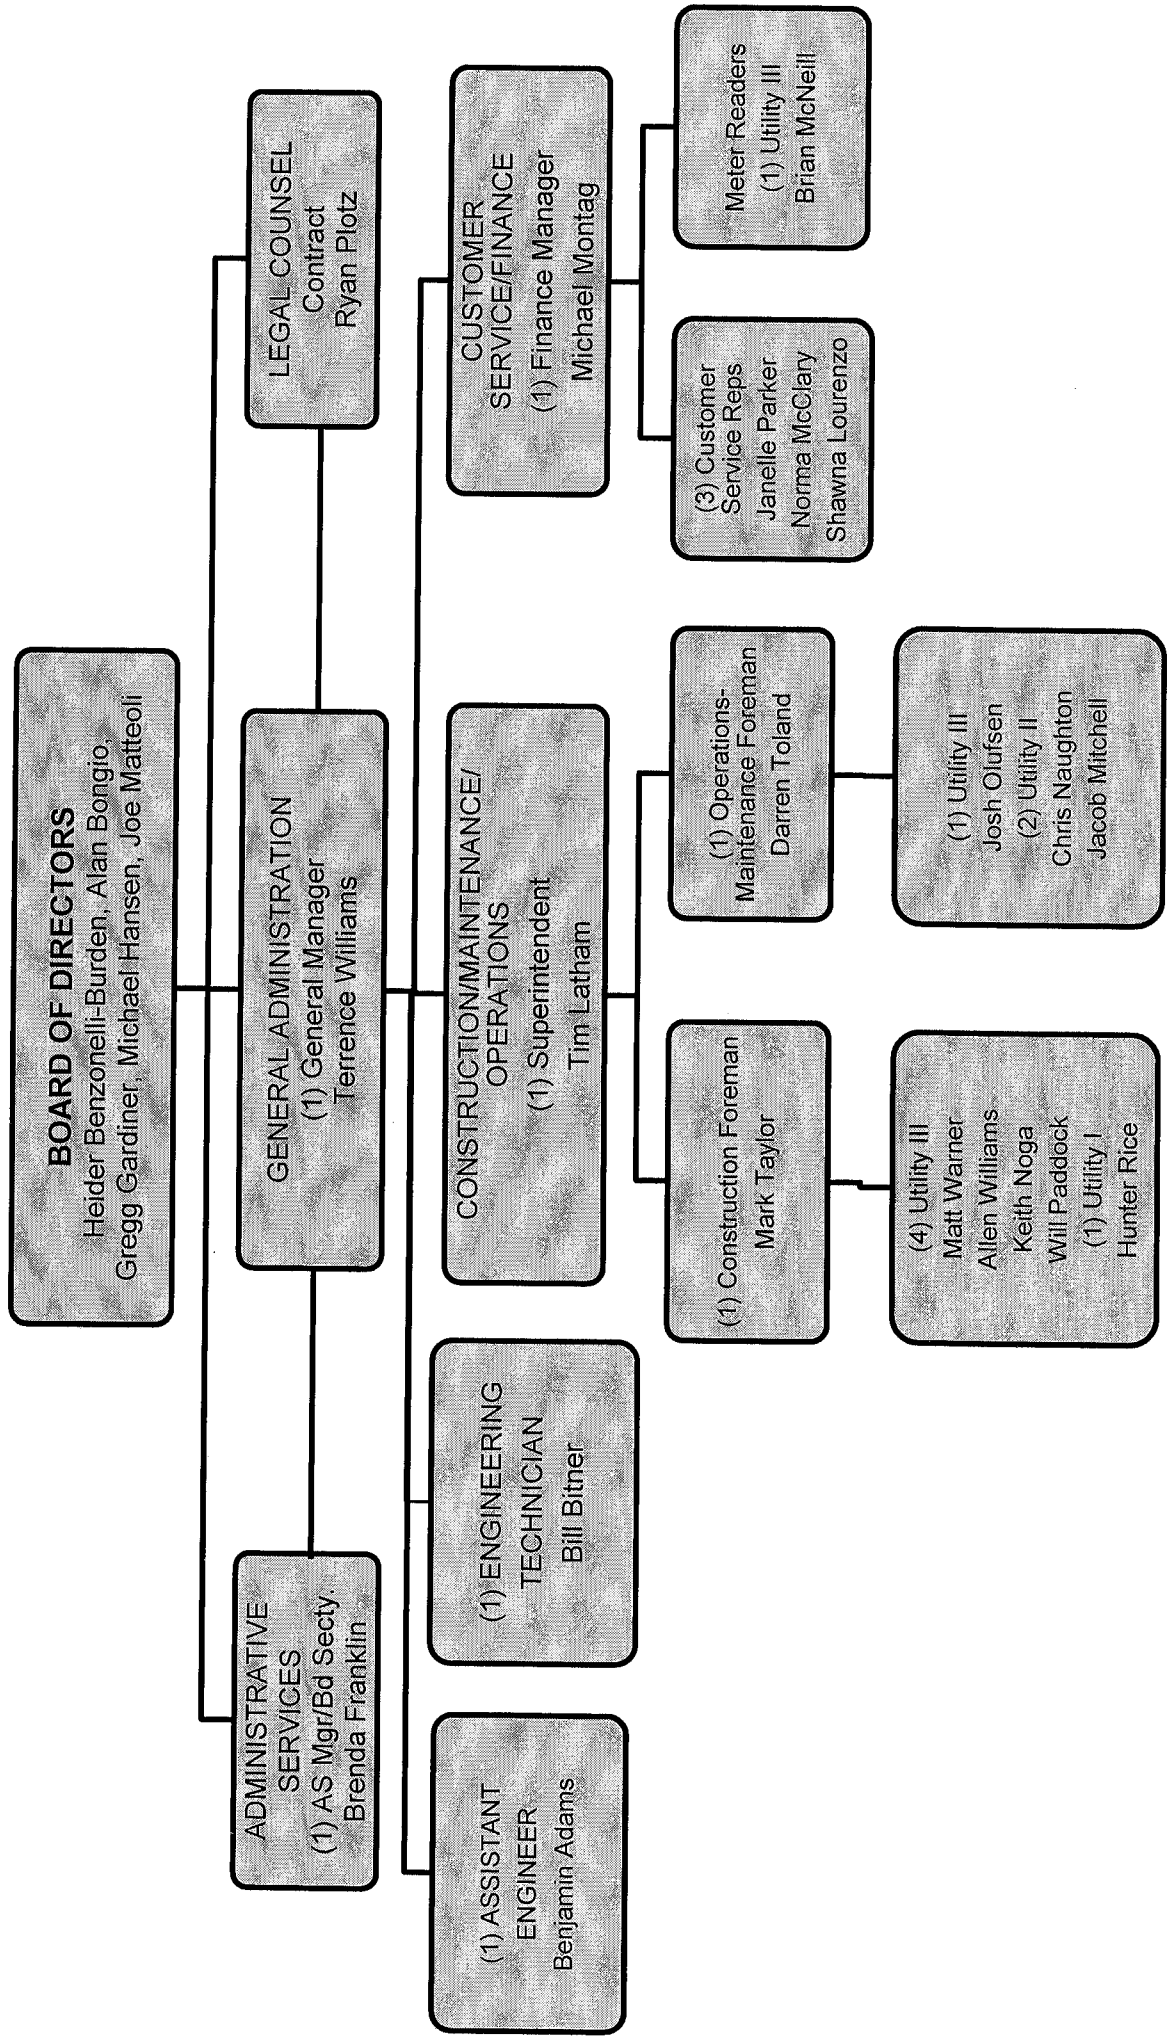 BOARD OF DIRECTORS
Heider Benzonelli-Burden, Alan Bongio,
Gregg Gardiner, Michael Hansen, Joe Matteoli
ADMINISTRATIVE
SERVICES
(1) AS Mgr/Bd Secty.
Brenda Franklin
GENERAL ADMINISTRATION
(1) General Manager
Terrence Williams
LEGAL COUNSEL
Contract
Ryan Plotz
(1) ASSISTANT
ENGINEER
Benjamin Adams
(1) ENGINEERING
TECHNICIAN
Bill Bitner
CONSTRUCTION/MAINTENANCE/
OPERATIONS
(1) Superintendent
Tim Latham
CUSTOMER
SERVICE/FINANCE
(1) Finance Manager
Michael Montag
(1) Construction Foreman
Mark Taylor
(1) Operations-
Maintenance Foreman
Darren Toland
(3) Customer
Service Reps
Janelle Parker
Norma McClary
Shawna Lourenzo
Meter Readers
(1) Utility III
Brian McNeill
(4) Utility III
Matt Warner
Allen Williams
Keith Noga
Will Paddock
(1) Utility I
Hunter Rice
(1) Utility III
Josh Olufsen
(2) Utility II
Chris Naughton
Jacob Mitchell